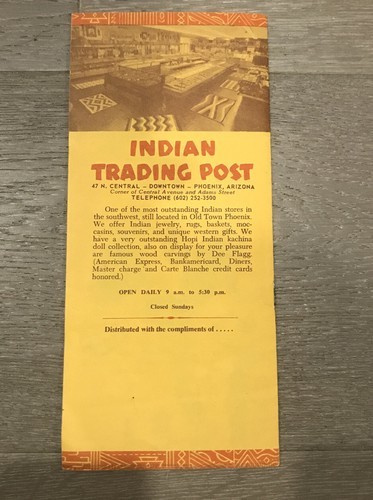 INDIAN
TRADING POST
47 N. CENTRAL – DOWNTOWN – PHOENIX, ARIZONA
Corner of Central Avenue and Adams Street
TELEPHONE (602) 252-3500
One of the most outstanding Indian stores in
the southwest, still located in Old Town Phoenix.
We offer Indian jewelry, rugs, baskets, moc-
casins, souvenirs, and unique western gifts. We
have a very outstanding Hopi Indian kachina
doll collection, also on display for your pleasure
are famous wood carvings by Dee Flagg.
(American Express, Bankamericard, Diners,
Master charge and Carte Blanche credit cards
honored.)
OPEN DAILY 9 a.m. to 5:30 p.m.
Closed Sundays
Distributed with the compliments of . . . . .